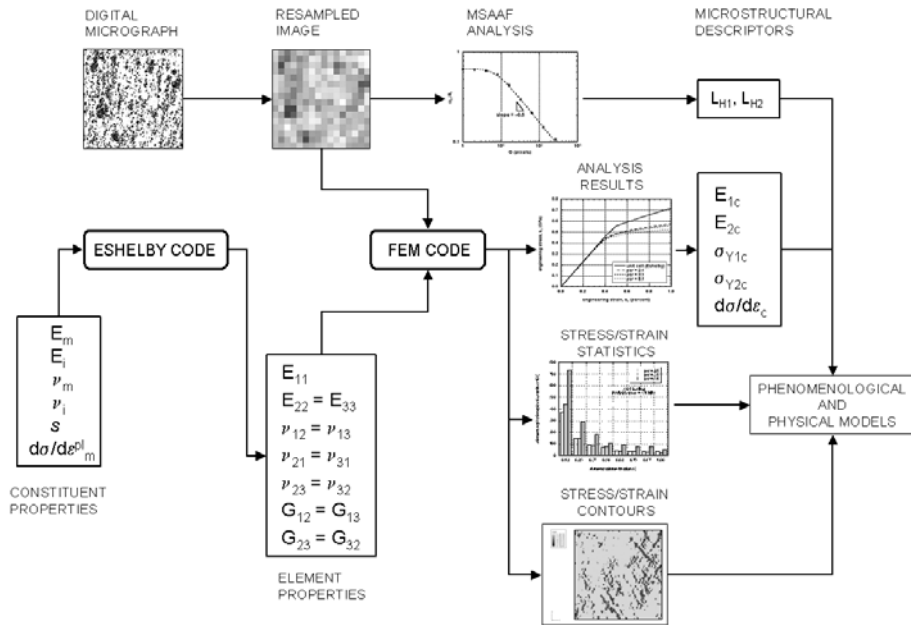 DIGITAL
MICROGRAPH
RESAMPLED
IMAGE
MSAAF
ANALYSIS
MICROSTRUCTURAL
DESCRIPTORS
L_H1, L_H2
ANALYSIS
RESULTS
E_1c
E_2c
σ_Y1c
σ_Y2c
dσ/dε_c
ESHELBY CODE
FEM CODE
E_m
E_i
ν_m
ν_i
s
dσ/dε^pl_m
CONSTITUENT
PROPERTIES
E_11
E_22 = E_33
ν_12 = ν_13
ν_21 = ν_31
ν_23 = ν_32
G_12 = G_13
G_23 = G_32
ELEMENT
PROPERTIES
STRESS/STRAIN
STATISTICS
PHENOMENOLOGICAL
AND
PHYSICAL MODELS
STRESS/STRAIN
CONTOURS